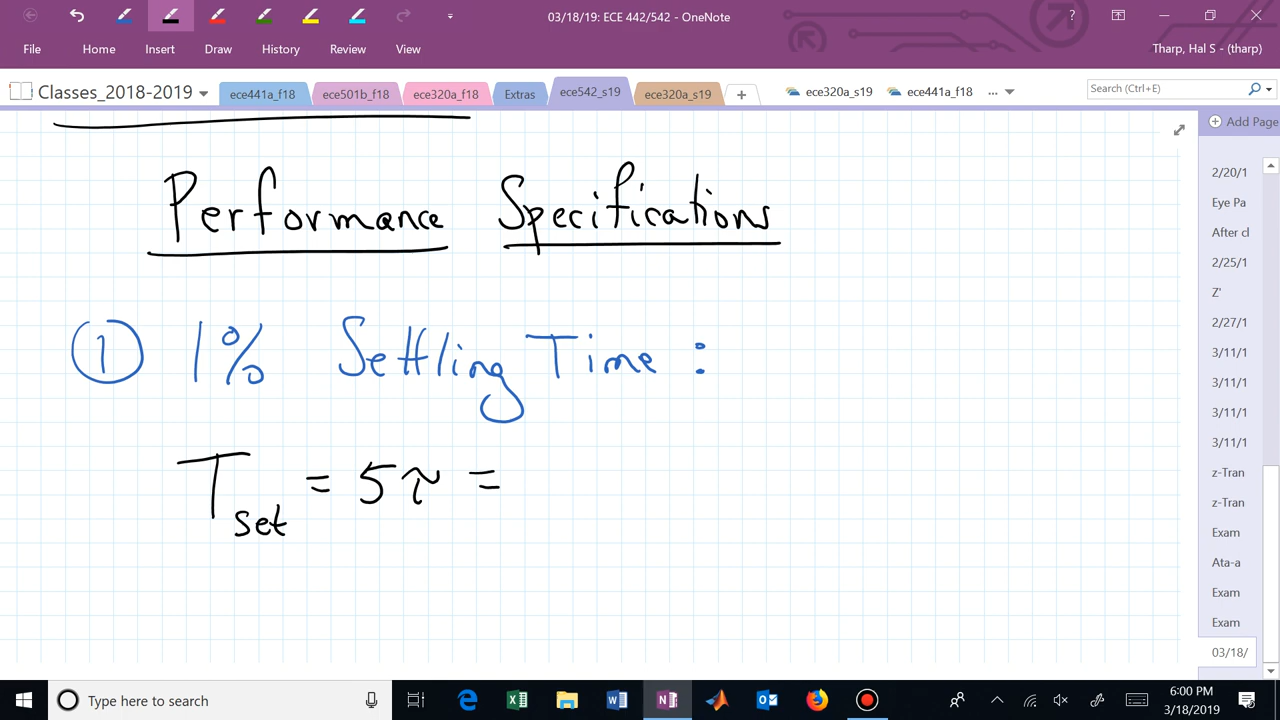 03/18/19: ECE 442/542 - OneNote
?
File Home Insert Draw History Review View
Tharp, Hal S - (tharp)
Classes_2018-2019 ece441a_f18 ece501b_f18 ece320a_f18 Extras ece542_s19 ece320a_s19 + ece320a_s19 ece441a_f18 ...
Search (Ctrl+E)
Add Page
Performance Specifications
① 1% Settling Time :
T_set = 5τ =
2/20/1
Eye Pa
After cl
2/25/1
Z'
2/27/1
3/11/1
3/11/1
3/11/1
3/11/1
z-Tran
z-Tran
Exam
Ata-a
Exam
Exam
03/18/
Type here to search
6:00 PM
3/18/2019